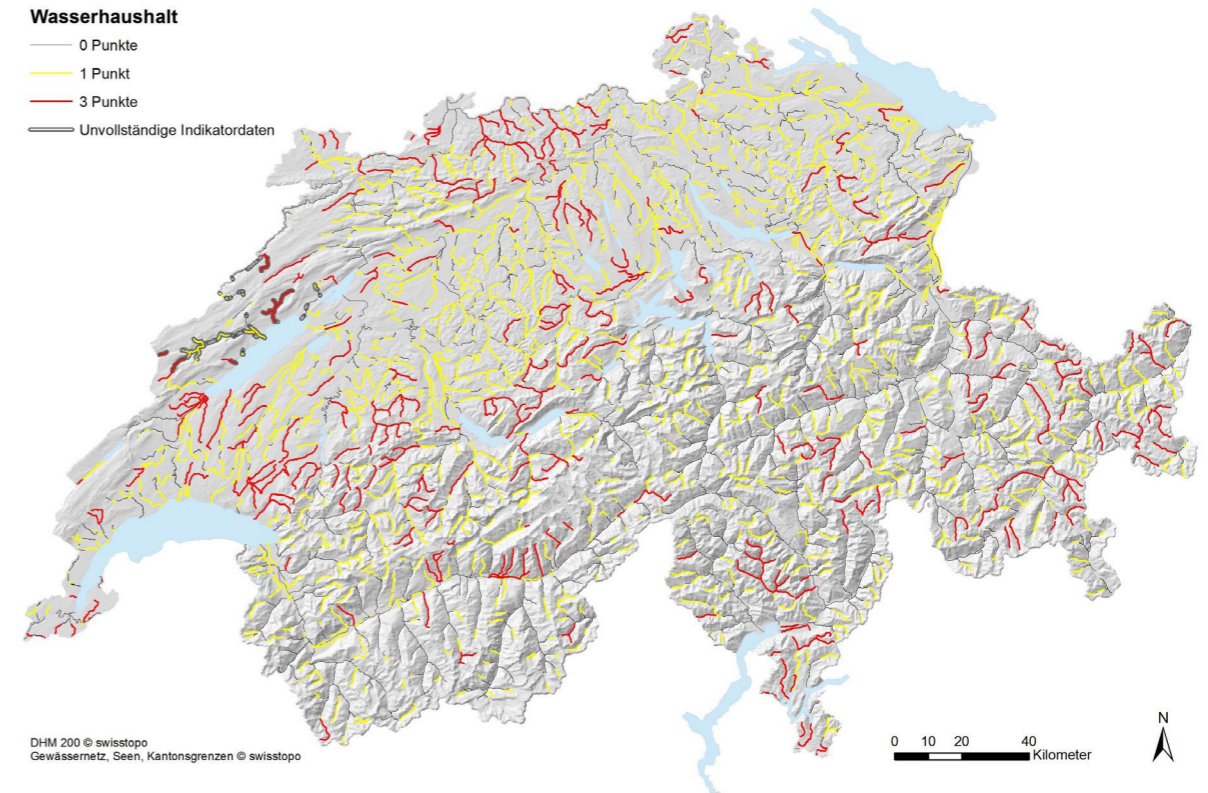 Wasserhaushalt
0 Punkte
1 Punkt
3 Punkte
Unvollständige Indikatordaten
DHM 200 © swisstopo
Gewässernetz, Seen, Kantonsgrenzen © swisstopo
0 10 20 40
Kilometer
N